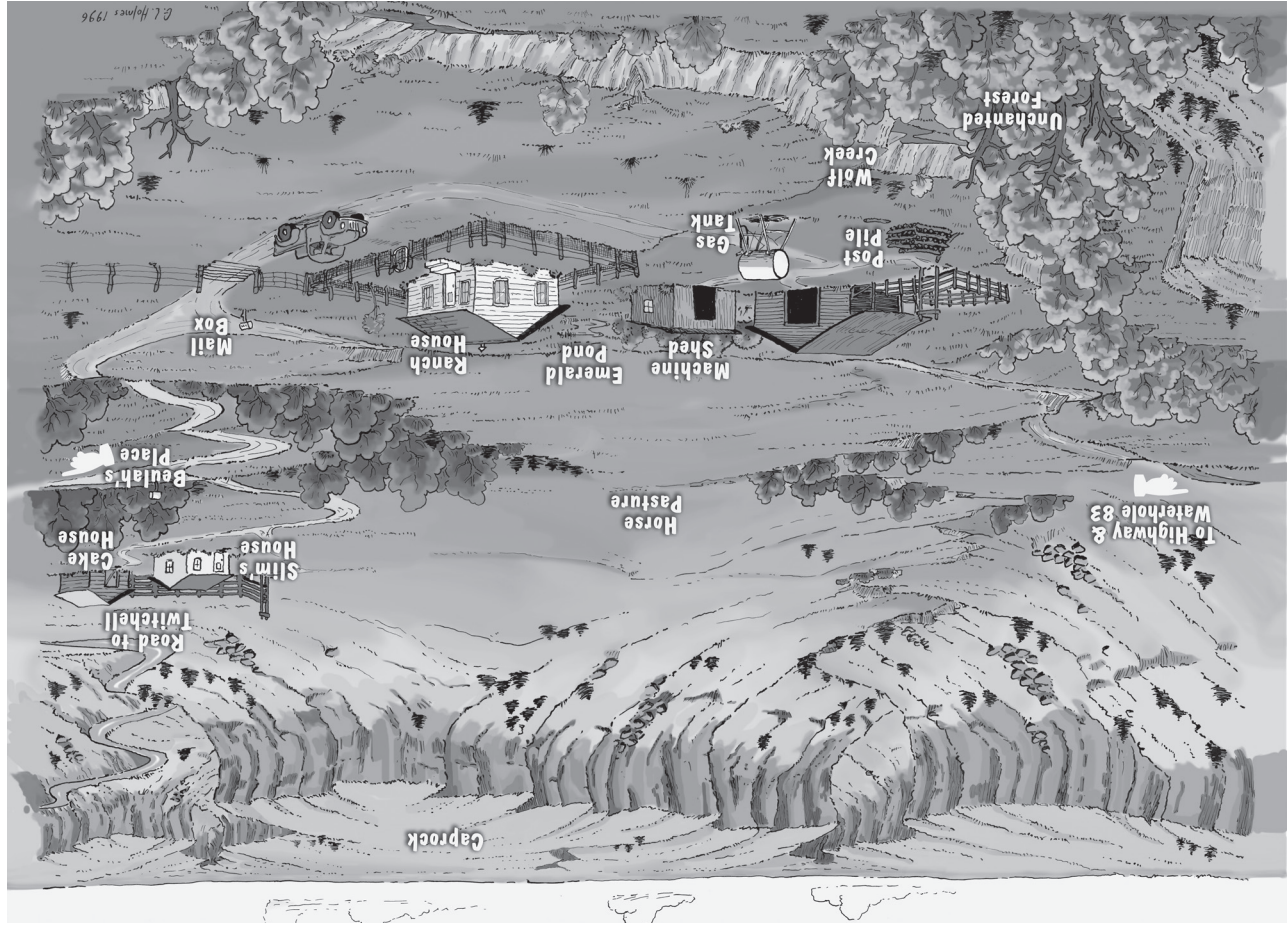 Caprock
Road to
Twitchell
Slim's
House
Cake
House
To Highway &
Waterhole 83
Horse
Pasture
Beulah's
Place
Machine
Shed
Emerald
Pond
Ranch
House
Mail
Box
Post
Pile
Gas
Tank
Wolf
Creek
Unchanted
Forest
G.L. Holmes 1996